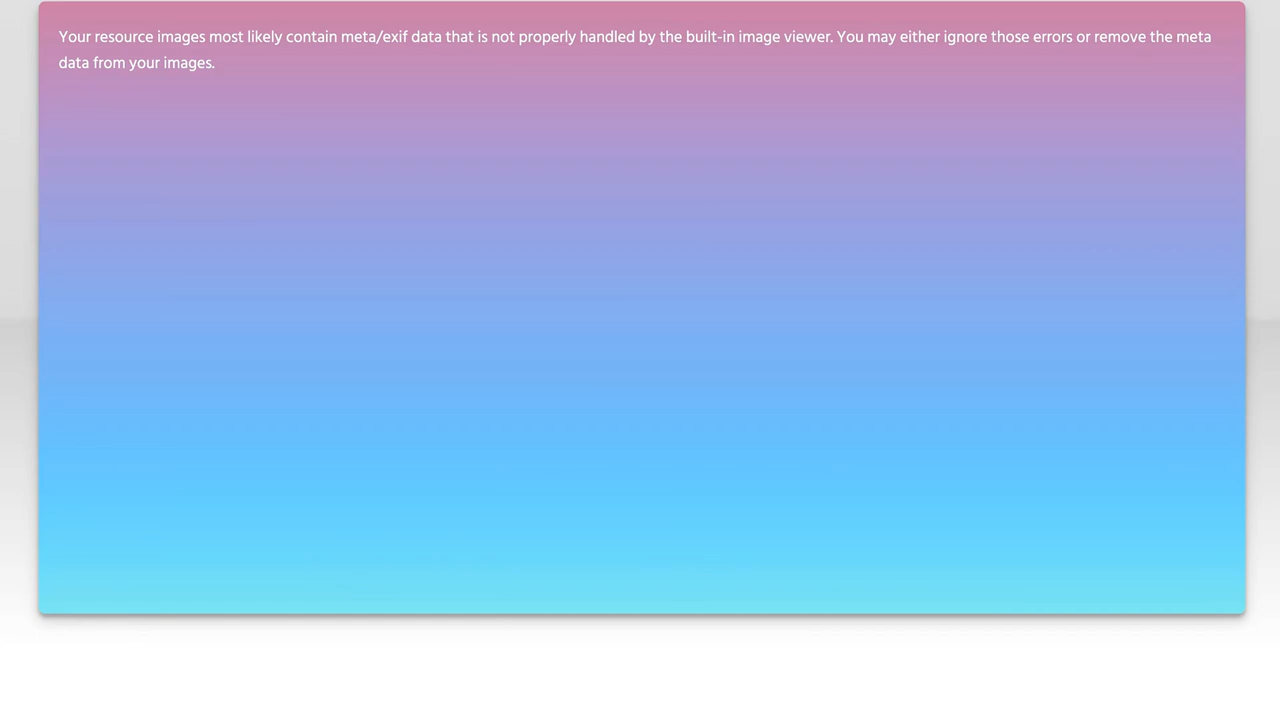 Your resource images most likely contain meta/exif data that is not properly handled by the built-in image viewer. You may either ignore those errors or remove the meta
data from your images.